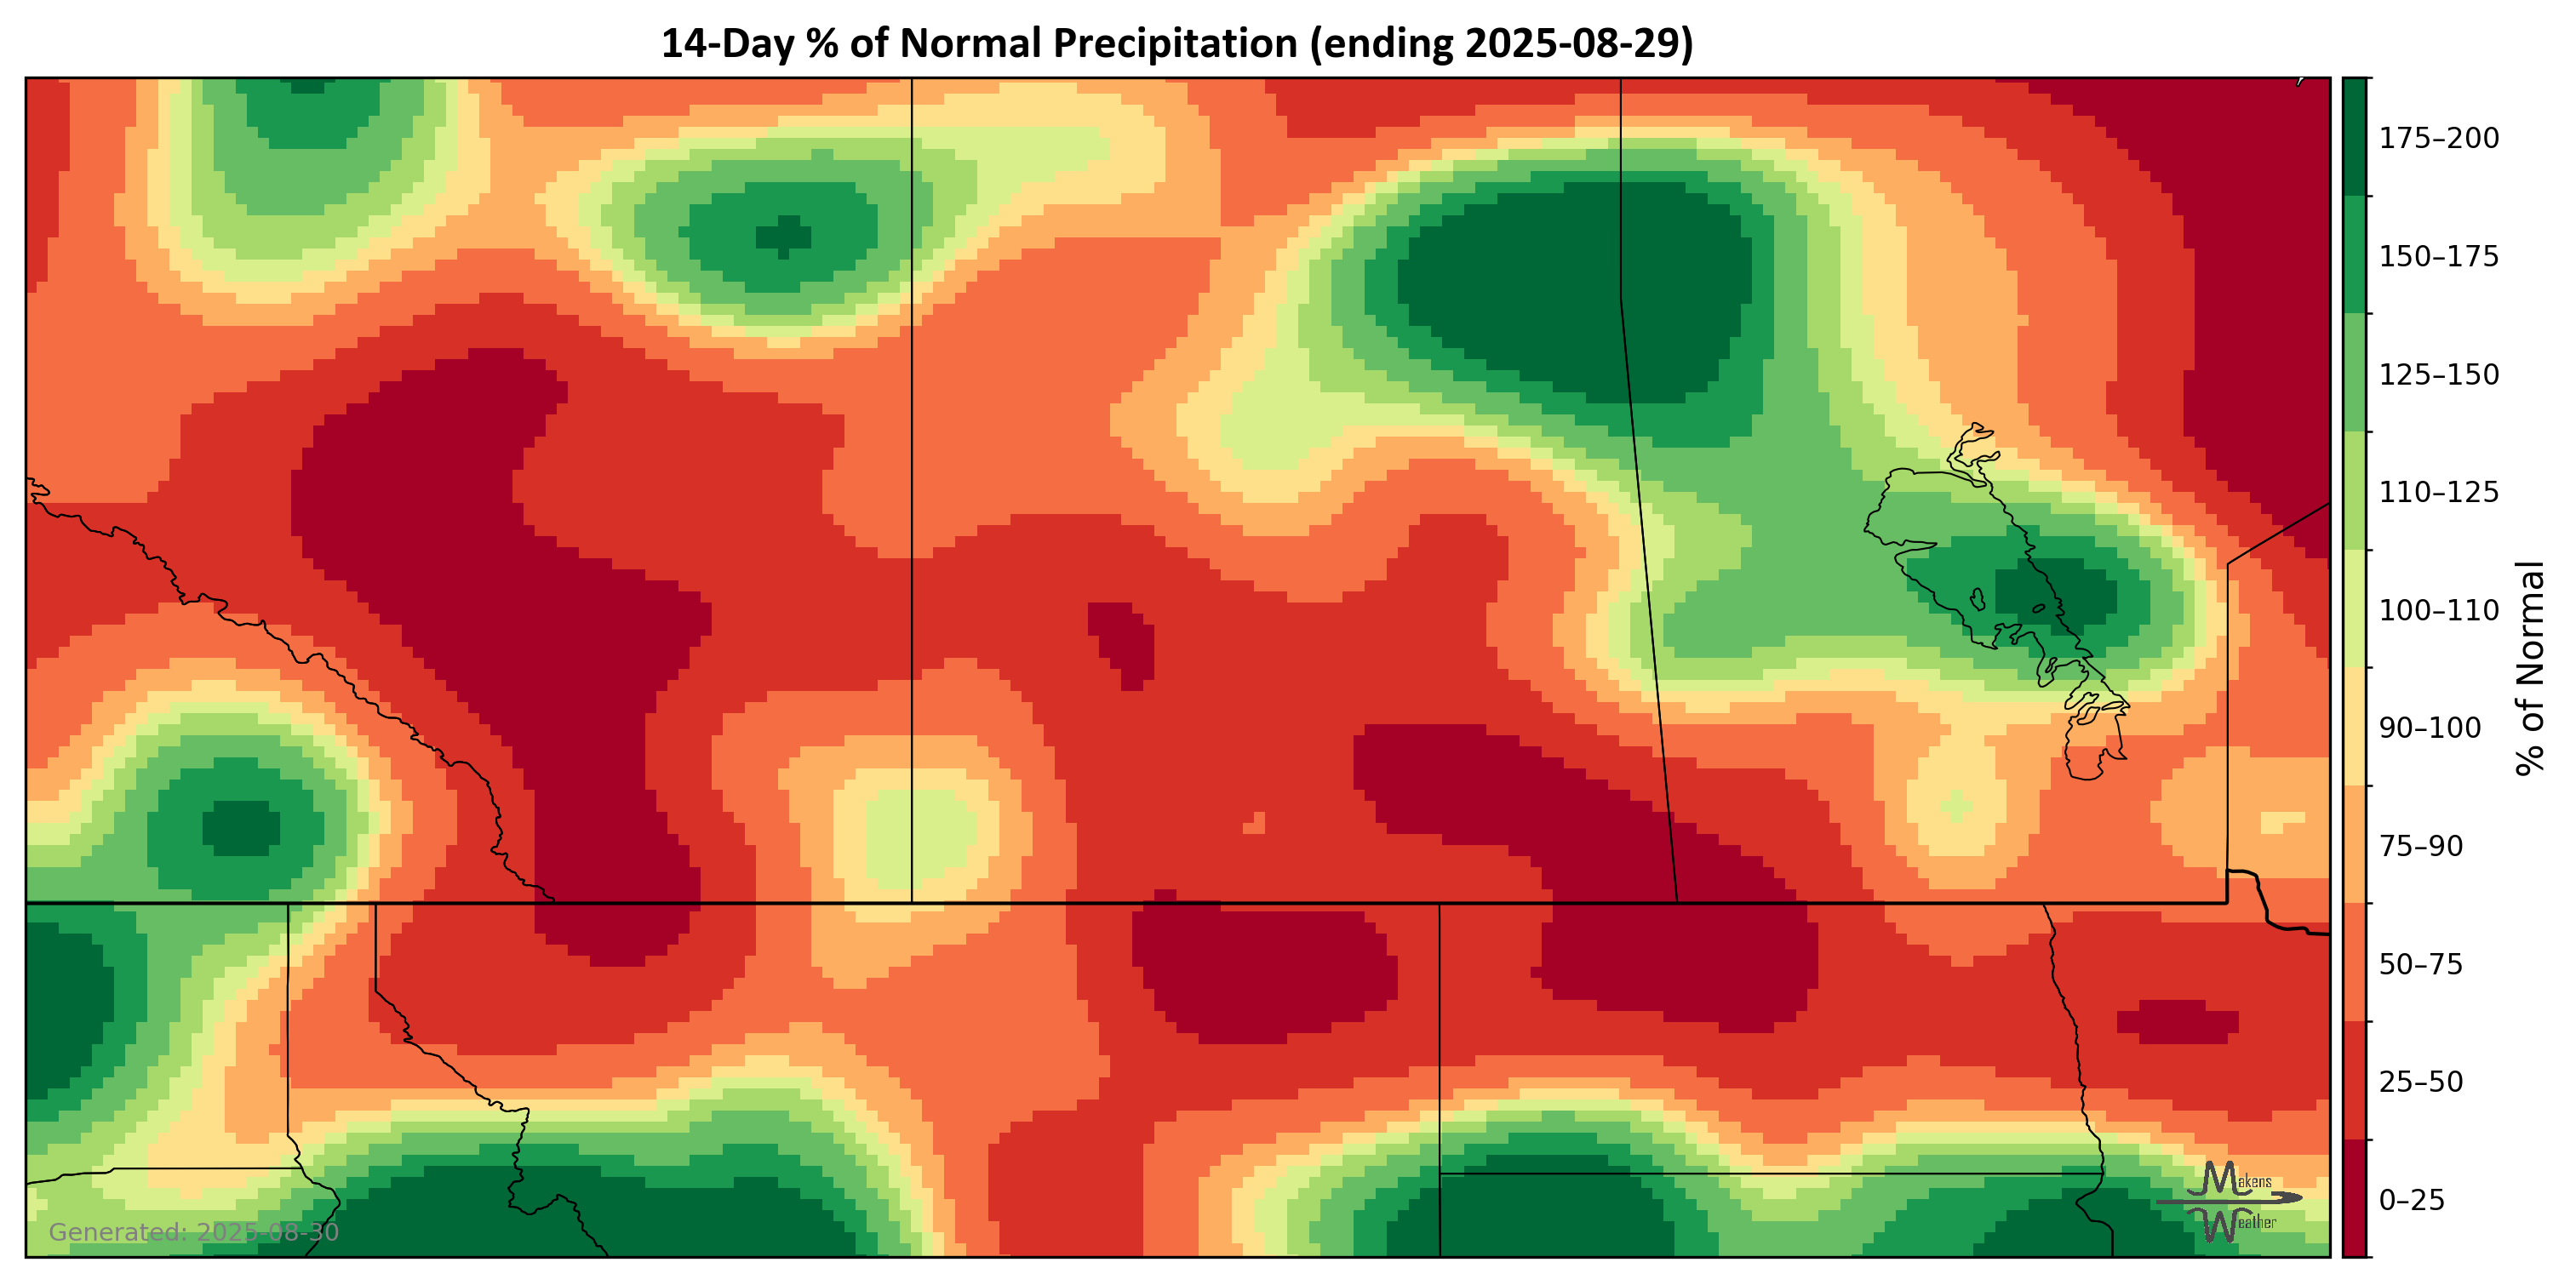 14-Day % of Normal Precipitation (ending 2025-08-29)
175–200
150–175
125–150
110–125
100–110
90–100
75–90
50–75
25–50
0–25
% of Normal
Makens
Weather
Generated: 2025-08-30